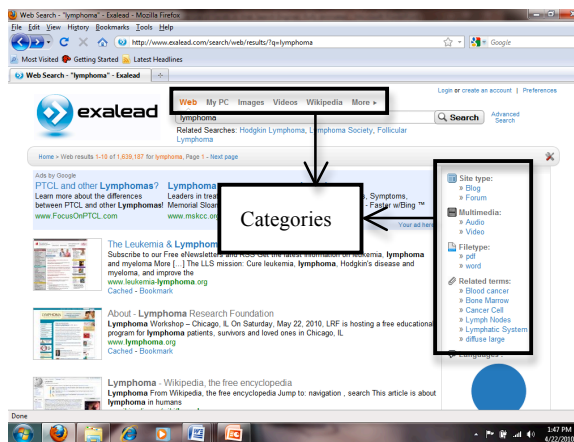 Web Search - "lymphoma" - Exalead - Mozilla Firefox
File Edit View History Bookmarks Tools Help
http://www.exalead.com/search/web/results/?q=lymphoma
Google
Most Visited Getting Started Latest Headlines
Web Search - "lymphoma" - Exalead
Login or create an account | Preferences
exalead
Web My PC Images Videos Wikipedia More
lymphoma
Search
Advanced Search
Related Searches: Hodgkin Lymphoma, Lymphoma Society, Follicular
Lymphoma
Home » Web results 1-10 of 1,639,187 for lymphoma, Page 1 - Next page
Ads by Google
PTCL and other Lymphomas?
Learn more about the differences
between PTCL and other Lymphomas!
www.FocusOnPTCL.com
Lymphoma
Leaders in treat
Memorial Sloan
www.mskcc.org
s, Symptoms,
- Faster w/Bing ™
Your ad here
Categories
Site type:
» Blog
» Forum
Multimedia:
» Audio
» Video
Filetype:
» pdf
» word
Related terms:
» Blood cancer
» Bone Marrow
» Cancer Cell
» Lymph Nodes
» Lymphatic System
» diffuse large
Languages :
The Leukemia & Lymphom
Subscribe to our Free eNewsletters and RSS Get the latest information on leukemia, lymphoma
and myeloma More [...] The LLS mission: Cure leukemia, lymphoma, Hodgkin's disease and
myeloma, and improve the
www.leukemia-lymphoma.org
Cached - Bookmark
About - Lymphoma Research Foundation
Lymphoma Workshop – Chicago, IL On Saturday, May 22, 2010, LRF is hosting a free educational
program for lymphoma patients, survivors and loved ones in Chicago, IL
www.lymphoma.org
Cached - Bookmark
Lymphoma - Wikipedia, the free encyclopedia
Lymphoma From Wikipedia, the free encyclopedia Jump to: navigation , search This article is about
lymphoma in humans
Done
1:47 PM
4/22/2010